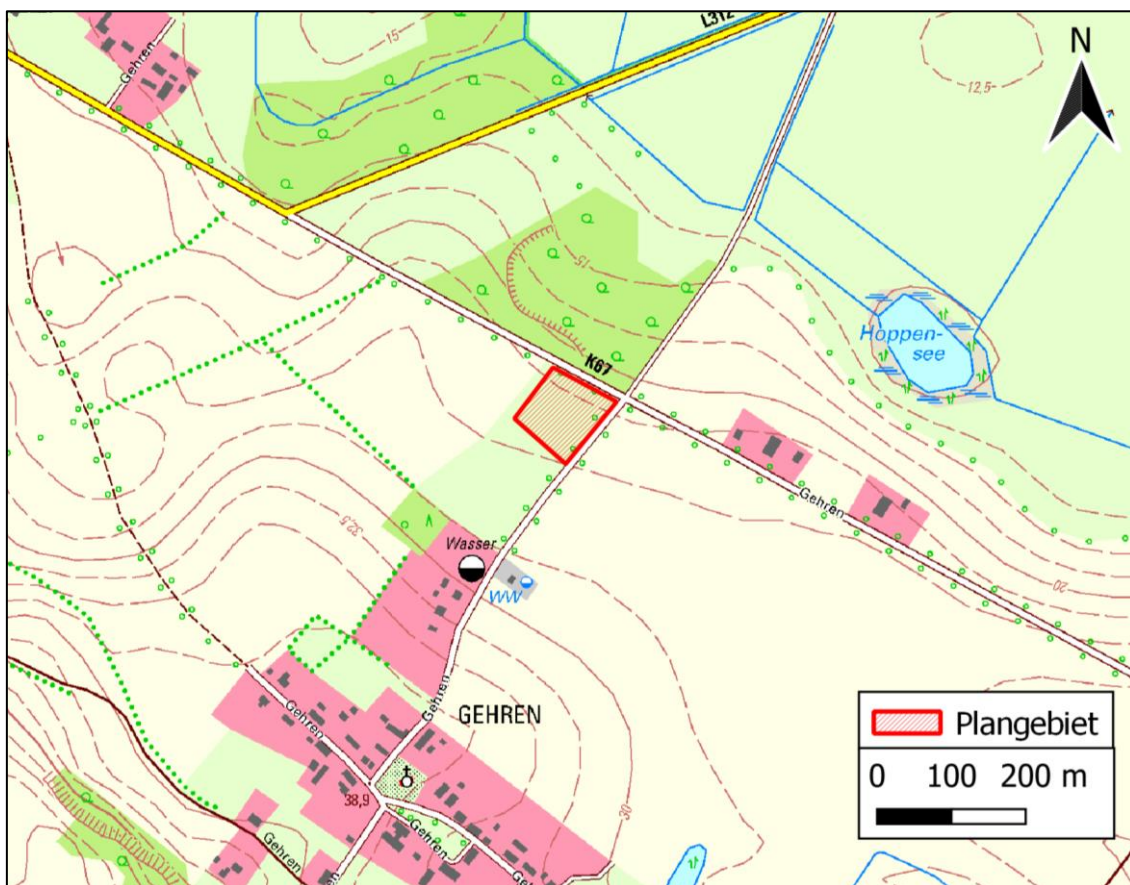 L312
15
Gehren
12,5
N
15
Hoppen-
see
K67
Gehren
32,5
Wasser
WW
20
Gehren
GEHREN
Gehren
38,9
Gehren
Gehren
30
Plangebiet
0 100 200 m